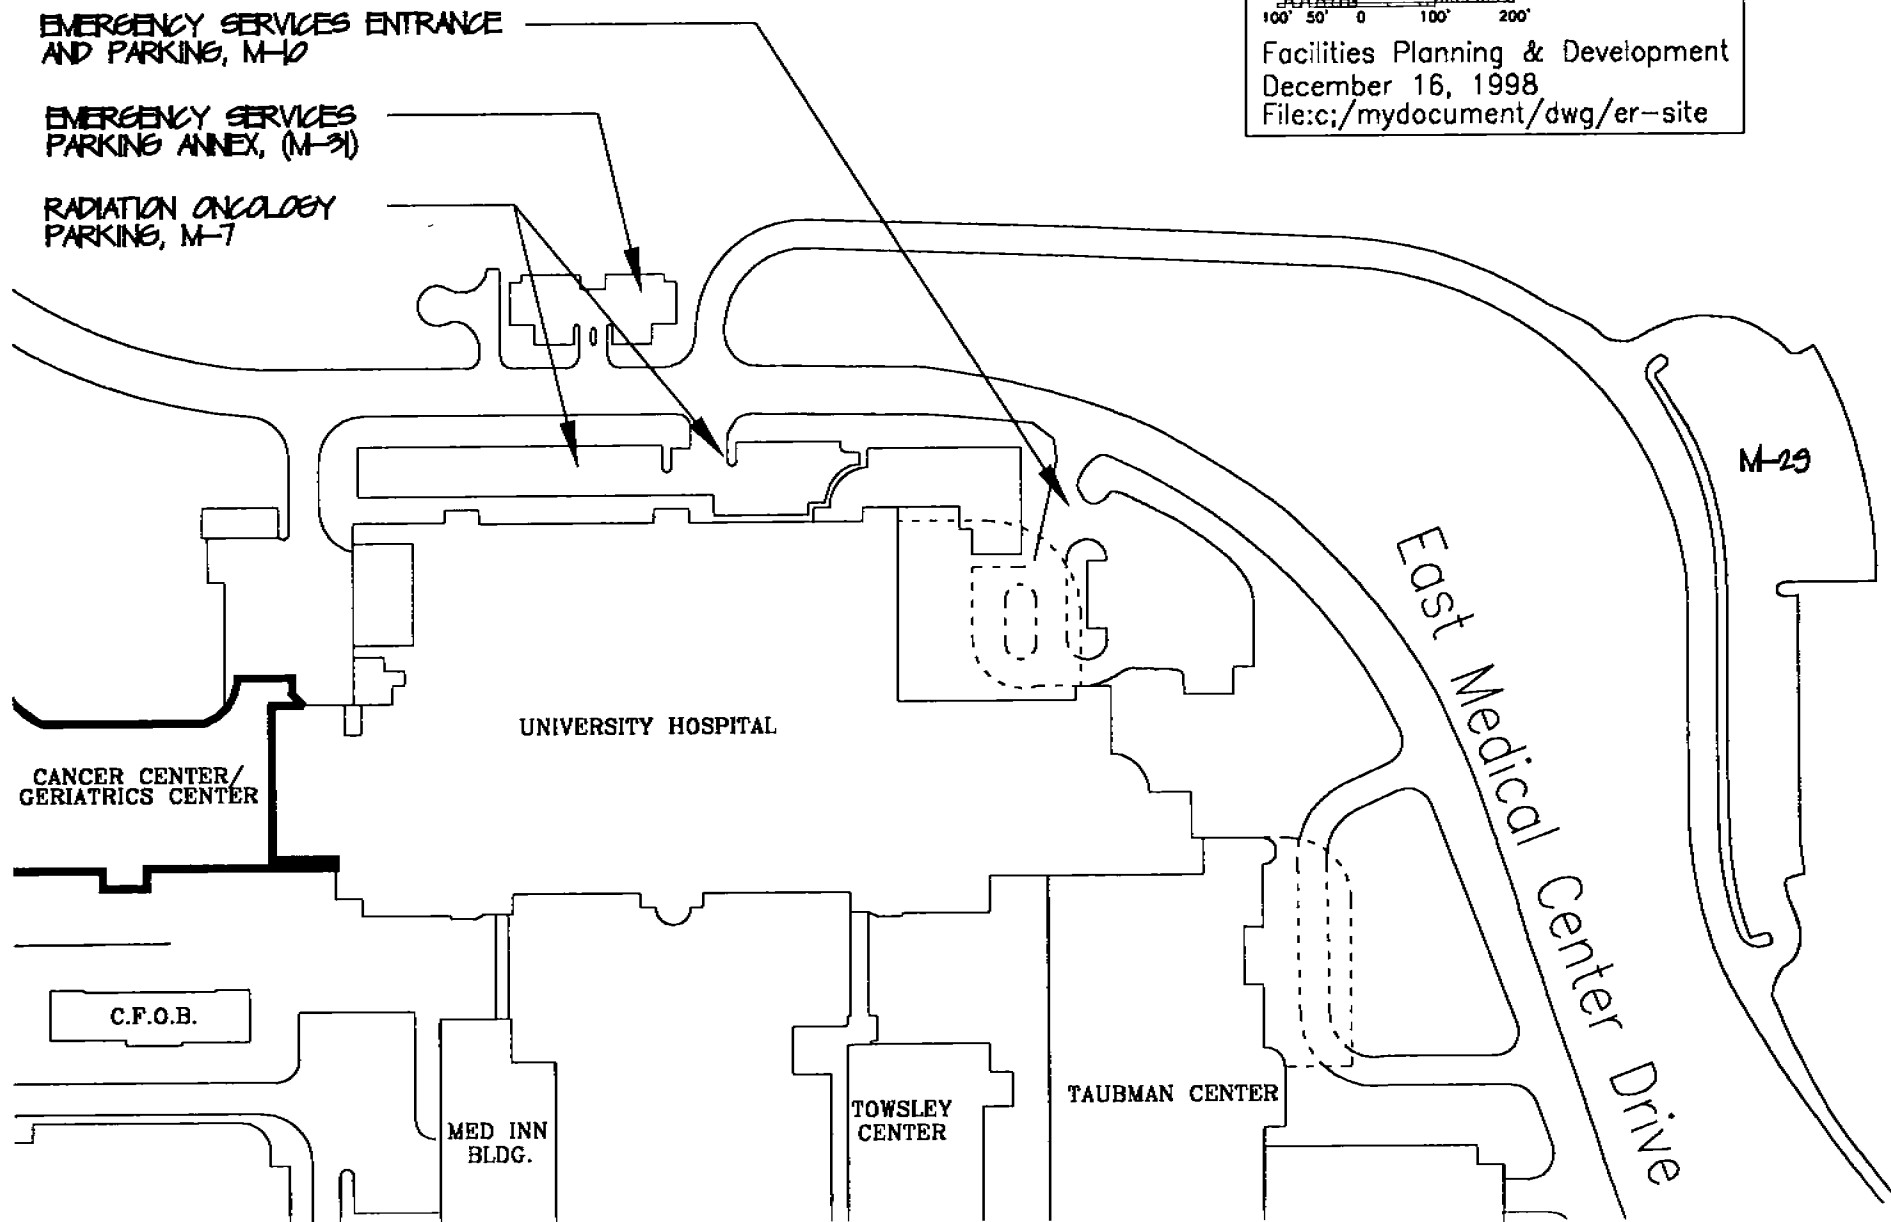 EMERGENCY SERVICES ENTRANCE
AND PARKING, M-10
EMERGENCY SERVICES
PARKING ANNEX, (M-31)
RADIATION ONCOLOGY
PARKING, M-7
100' 50' 0 100' 200'
Facilities Planning & Development
December 16, 1998
File:c;/mydocument/dwg/er-site
M-29
East Medical Center Drive
UNIVERSITY HOSPITAL
CANCER CENTER/
GERIATRICS CENTER
C.F.O.B.
MED INN
BLDG.
TOWSLEY
CENTER
TAUBMAN CENTER